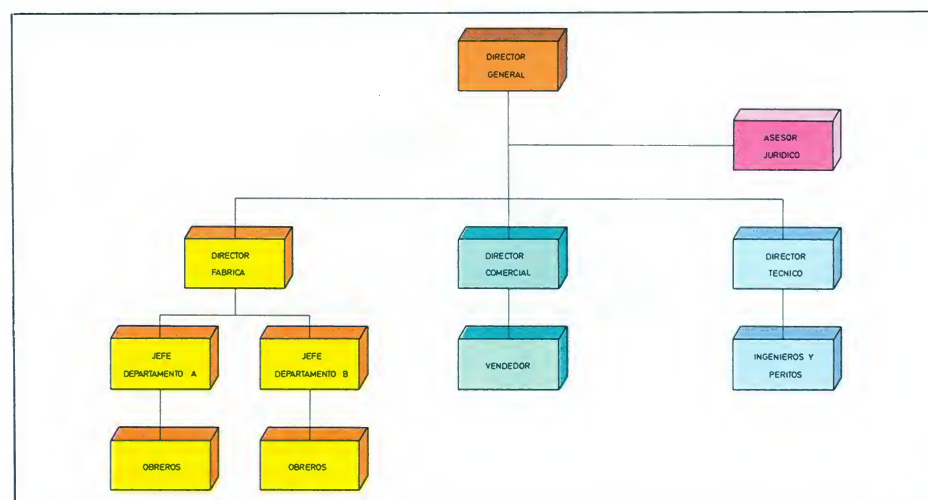 DIRECTOR
GENERAL
ASESOR
JURIDICO
DIRECTOR
FABRICA
DIRECTOR
COMERCIAL
DIRECTOR
TECNICO
JEFE
DEPARTAMENTO A
JEFE
DEPARTAMENTO B
VENDEDOR
INGENIEROS Y
PERITOS
OBREROS
OBREROS